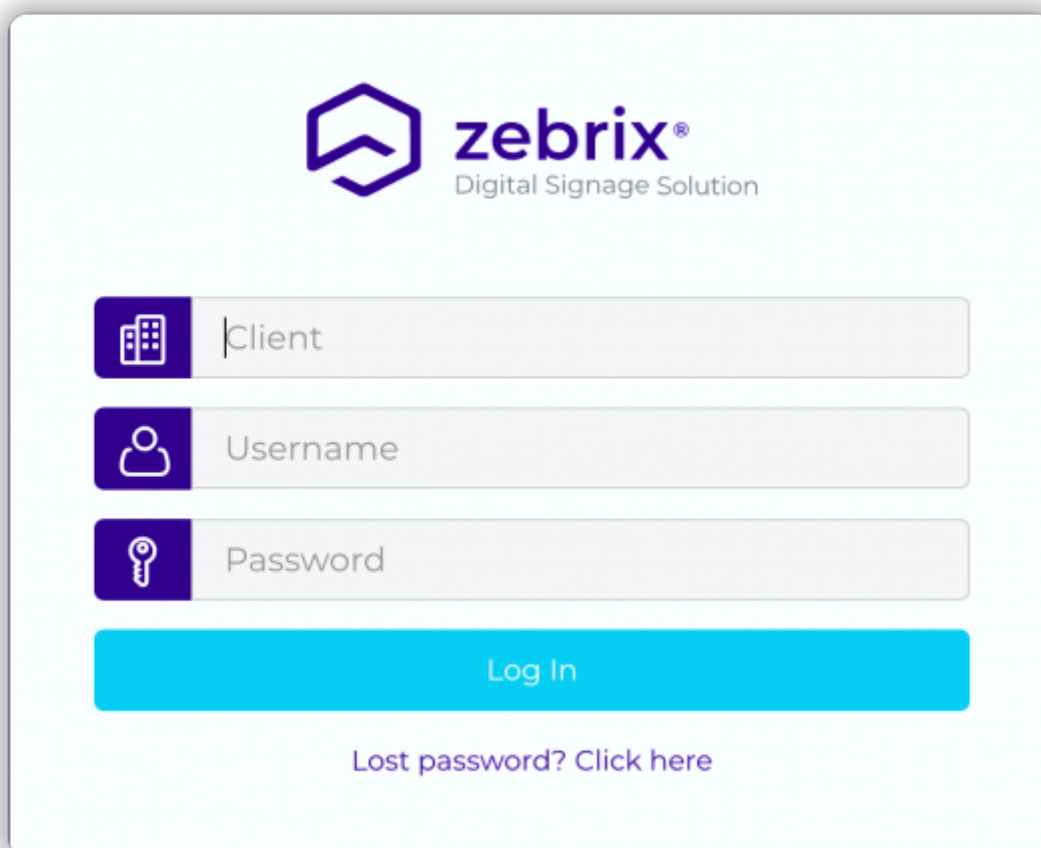 zebrix®
Digital Signage Solution
Client
Username
Password
Log In
Lost password? Click here